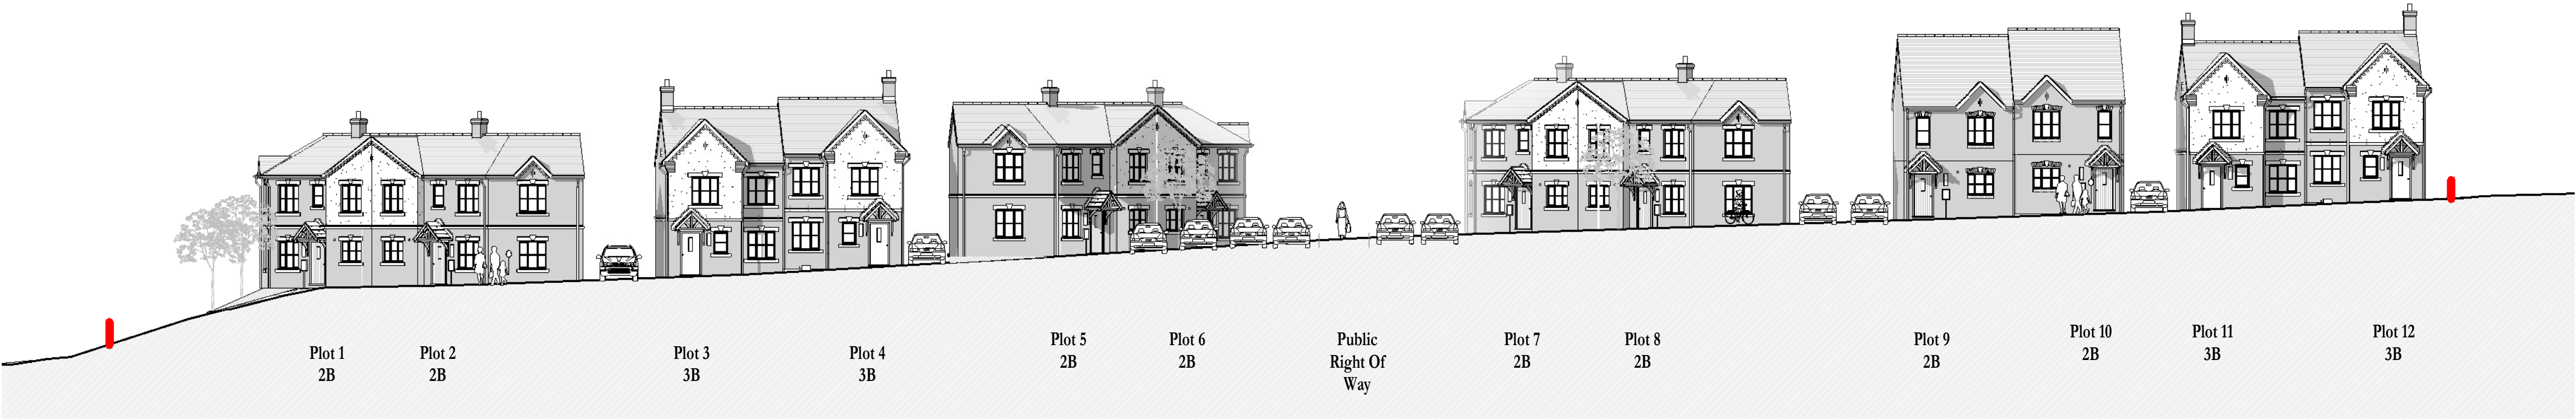 Plot 1
2B
Plot 2
2B
Plot 3
3B
Plot 4
3B
Plot 5
2B
Plot 6
2B
Public
Right Of
Way
Plot 7
2B
Plot 8
2B
Plot 9
2B
Plot 10
2B
Plot 11
3B
Plot 12
3B